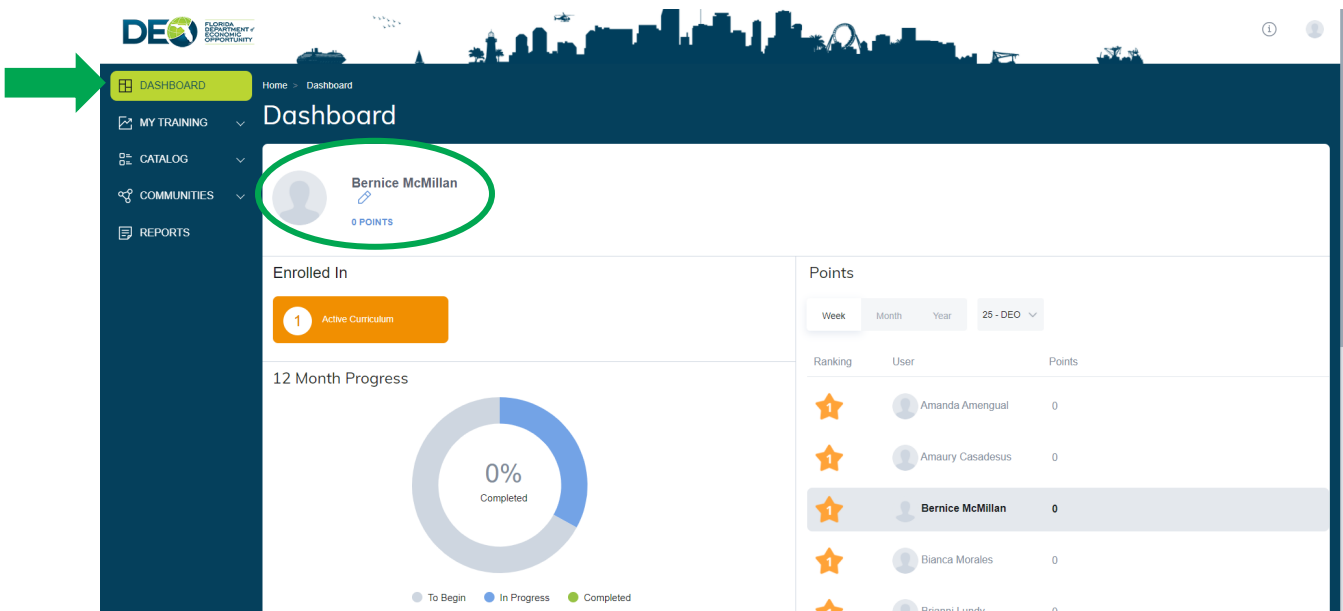 DEO
FLORIDA
DEPARTMENT of
ECONOMIC
OPPORTUNITY
DASHBOARD
MY TRAINING
CATALOG
COMMUNITIES
REPORTS
Home > Dashboard
Dashboard
Bernice McMillan
0 POINTS
Enrolled In
1 Active Curriculum
12 Month Progress
0%
Completed
To Begin In Progress Completed
Points
Week Month Year 25 - DEO
Ranking User Points
1 Amanda Amengual 0
1 Amaury Casadesus 0
1 Bernice McMillan 0
1 Bianca Morales 0
Brianni Lundy 0